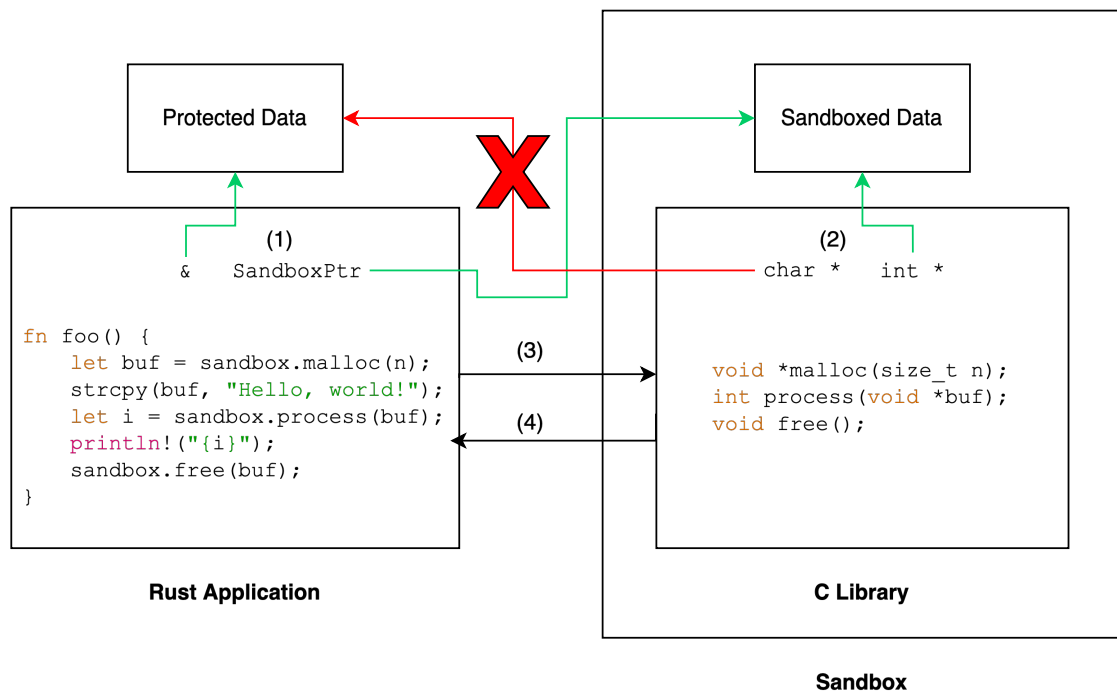 Protected Data
Sandboxed Data
X
(1)
& SandboxPtr
(2)
char * int *
fn foo() {
    let buf = sandbox.malloc(n);
    strcpy(buf, "Hello, world!");
    let i = sandbox.process(buf);
    println!("{i}");
    sandbox.free(buf);
}
(3)
(4)
void *malloc(size_t n);
int process(void *buf);
void free();
Rust Application
C Library
Sandbox